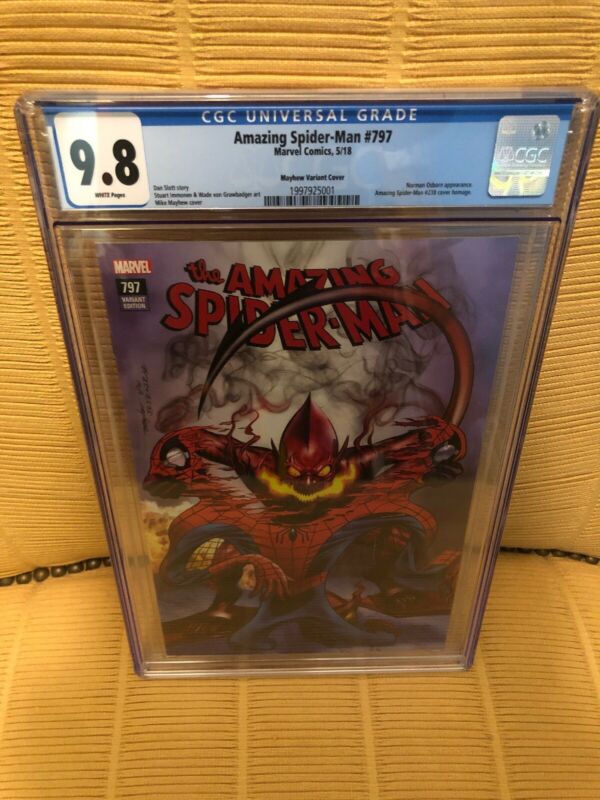 CGC UNIVERSAL GRADE
9.8
WHITE Pages
Amazing Spider-Man #797
Marvel Comics, 5/18
Mayhew Variant Cover
Dan Slott story
Stuart Immonen & Wade von Grawbadger art
Mike Mayhew cover
1997925001
Norman Osborn appearance.
Amazing Spider-Man #238 cover homage.
CGC
MARVEL
797
VARIANT
EDITION
the AMAZING
SPIDER-MAN